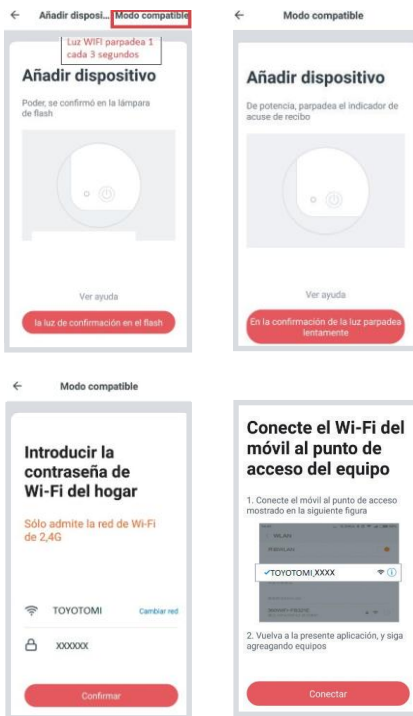 ← Añadir disposi... Modo compatible
Luz WIFI parpadea 1
cada 3 segundos
Añadir dispositivo
Poder, se confirmó en la lámpara
de flash
Ver ayuda
la luz de confirmación en el flash
← Modo compatible
Añadir dispositivo
De potencia, parpadea el indicador de
acuse de recibo
Ver ayuda
En la confirmación de la luz parpadea
lentamente
← Modo compatible
Introducir la
contraseña de
Wi-Fi del hogar
Sólo admite la red de Wi-Fi
de 2,4G
TOYOTOMI Cambiar red
XXXXXX
Confirmar
Conecte el Wi-Fi del
móvil al punto de
acceso del equipo
1. Conecte el móvil al punto de acceso
mostrado en la siguiente figura
WLAN
TOYOTOMI,XXXX
2. Vuelva a la presente aplicación, y siga
agreagando equipos
Conectar